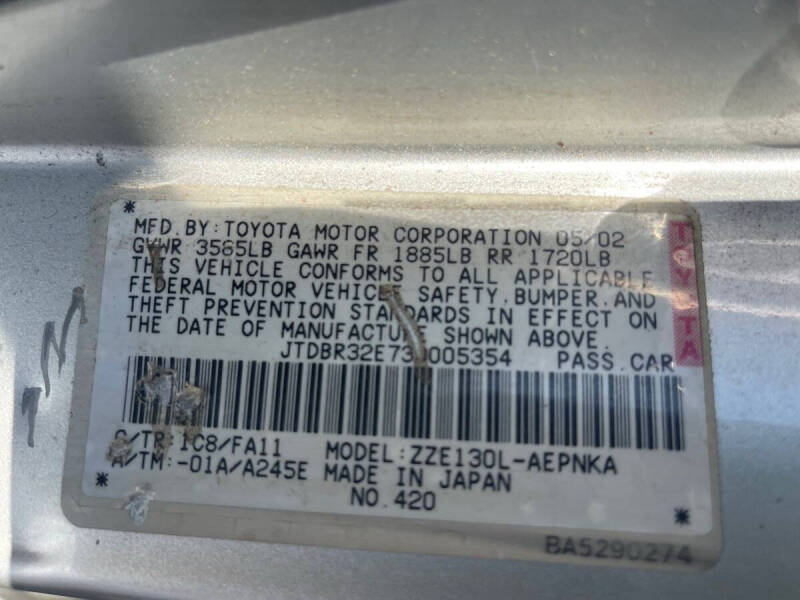 MFD.BY:TOYOTA MOTOR CORPORATION 05/02
GVWR 3565LB GAWR FR 1885LB RR 1720LB
THIS VEHICLE CONFORMS TO ALL APPLICABLE
FEDERAL MOTOR VEHICLE SAFETY,BUMPER,AND
THEFT PREVENTION STANDARDS IN EFFECT ON
THE DATE OF MANUFACTURE SHOWN ABOVE.
JTDBR32E730005354 PASS.CAR
C/TR:1C8/FA11 MODEL:ZZE130L-AEPNKA
A/TM:-01A/A245E MADE IN JAPAN
NO.420
BA5290274
TOYOTA